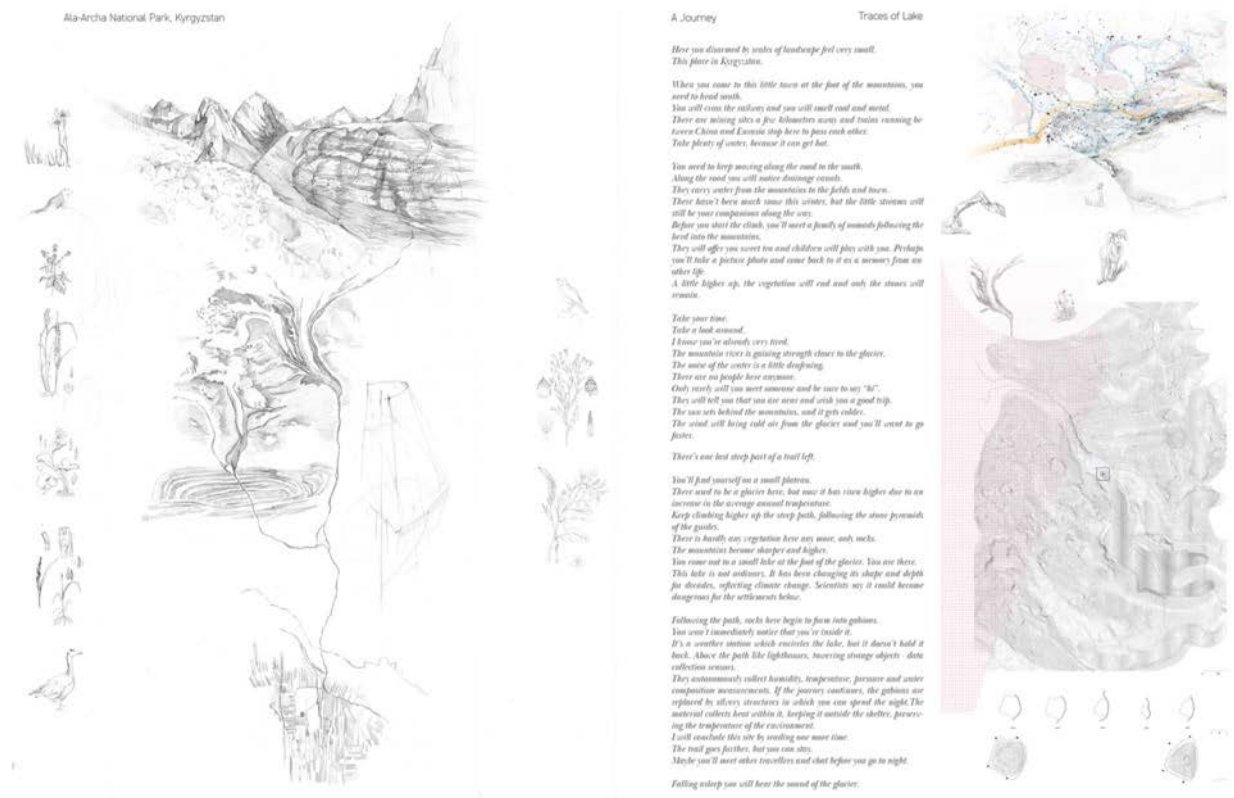 Ala-Archa National Park, Kyrgyzstan
A Journey
Traces of Lake
Here you disarmed by scales of landscape feel very small.
This place in Kyrgyzstan.
When you come to this little town at the foot of the mountains, you
need to head south.
You will cross the railway and you will smell coal and metal.
There are mining sites a few kilometres away and trains running be-
tween China and Eurasia stop here to pass each other.
Take plenty of water, because it can get hot.
You need to keep moving along the road to the south.
Along the road you will notice drainage canals.
They carry water from the mountains to the fields and town.
There hasn't been much snow this winter, but the little streams will
still be your companions along the way.
Before you start the climb, you'll meet a family of nomads following the
herd into the mountains.
They will offer you sweet tea and children will play with you. Perhaps
you'll take a picture photo and come back to it as a memory from an-
other life.
A little higher up, the vegetation will end and only the stones will
remain.
Take your time.
Take a look around.
I know you're already very tired.
The mountain river is gaining strength closer to the glacier.
The noise of the water is a little deafening.
There are no people here anymore.
Only rarely will you meet someone and be sure to say "hi".
They will tell you that you are near and wish you a good trip.
The sun sets behind the mountains, and it gets colder.
The wind will bring cold air from the glacier and you'll want to go
faster.
There's one last steep part of a trail left.
You'll find yourself on a small plateau.
There used to be a glacier here, but now it has risen higher due to an
increase in the average annual temperature.
Keep climbing higher up the steep path, following the stone pyramids
of the guides.
There is hardly any vegetation here any more, only rocks.
The mountains become sharper and higher.
You come out to a small lake at the foot of the glacier. You are there.
This lake is not ordinary. It has been changing its shape and depth
for decades, reflecting climate change. Scientists say it could become
dangerous for the settlements below.
Following the path, rocks here begin to form into gabions.
You won't immediately notice that you're inside it.
It's a weather station which encircles the lake, but it doesn't hold it
back. Above the path like lighthouses, towering strange objects - data
collection sensors.
They autonomously collect humidity, temperature, pressure and water
composition measurements. If the journey continues, the gabions are
replaced by silvery structures in which you can spend the night.The
material collects heat within it, keeping it outside the shelter, preserv-
ing the temperature of the environment.
I will conclude this site by reading one more time.
The trail goes further, but you can stay.
Maybe you'll meet other travellers and chat before you go to night.
Falling asleep you will hear the sound of the glacier.